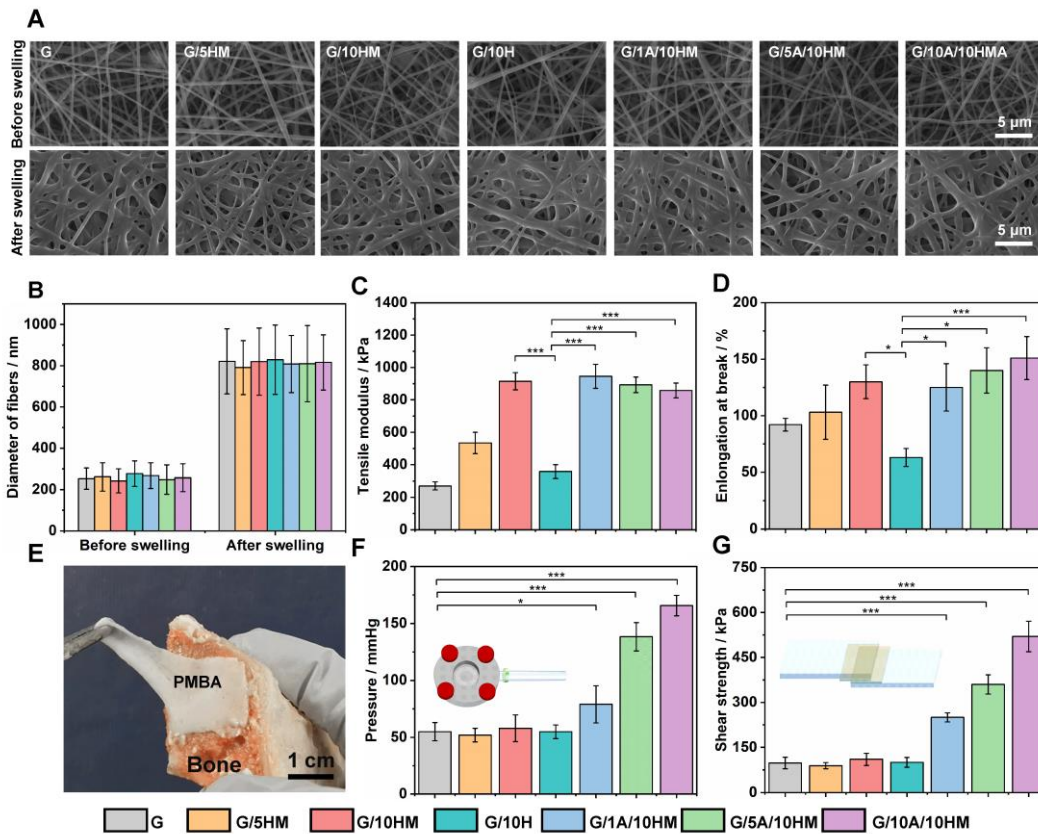 A
Before swelling
G
G/5HM
G/10HM
G/10H
G/1A/10HM
G/5A/10HM
G/10A/10HMA
5 μm
After swelling
5 μm
B
Diameter of fibers / nm
1000
800
600
400
200
0
Before swelling
After swelling
C
Tensile modulus / kPa
1400
1200
1000
800
600
400
200
0
***
***
***
***
D
Enlongation at break / %
200
150
100
50
0
***
*
*
*
E
PMBA
Bone
1 cm
F
Pressure / mmHg
200
150
100
50
0
***
***
*
G
Shear strength / kPa
750
600
450
300
150
0
***
***
***
G
G/5HM
G/10HM
G/10H
G/1A/10HM
G/5A/10HM
G/10A/10HM